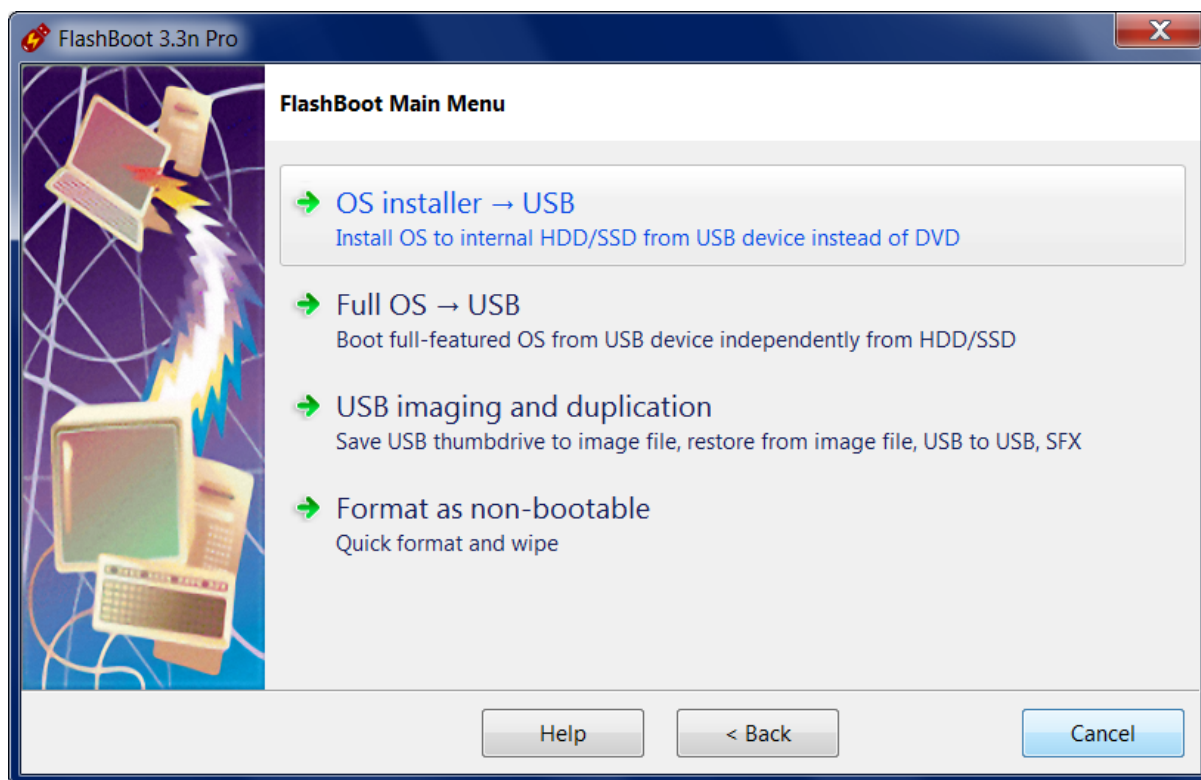 FlashBoot 3.3n Pro
FlashBoot Main Menu
OS installer → USB
Install OS to internal HDD/SSD from USB device instead of DVD
Full OS → USB
Boot full-featured OS from USB device independently from HDD/SSD
USB imaging and duplication
Save USB thumbdrive to image file, restore from image file, USB to USB, SFX
Format as non-bootable
Quick format and wipe
Help
< Back
Cancel